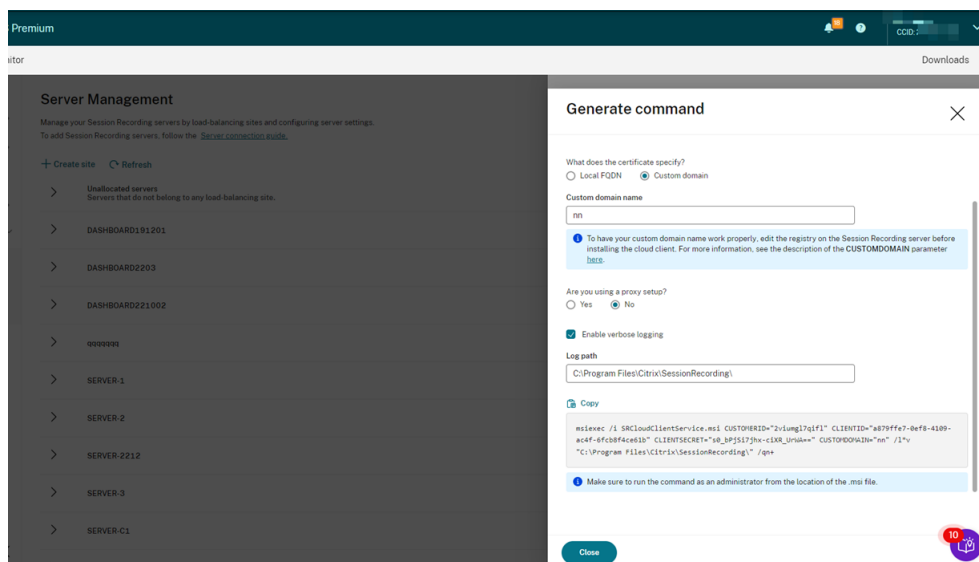 Premium
CCID:
Downloads
Server Management
Manage your Session Recording servers by load-balancing sites and configuring server settings.
To add Session Recording servers, follow the Server connection guide.
Create site Refresh
Unallocated servers
Servers that do not belong to any load-balancing site.
DASHBOARD191201
DASHBOARD2203
DASHBOARD221002
qqqqqqq
SERVER-1
SERVER-2
SERVER-2212
SERVER-3
SERVER-C1
Generate command
What does the certificate specify?
Local FQDN Custom domain
Custom domain name
nn
To have your custom domain name work properly, edit the registry on the Session Recording server before
installing the cloud client. For more information, see the description of the CUSTOMDOMAIN parameter
here.
Are you using a proxy setup?
Yes No
Enable verbose logging
Log path
C:\Program Files\Citrix\SessionRecording\
Copy
msiexec /i SRCloudClientService.msi CUSTOMERID="2viumgl7qifl" CLIENTID="a879ffe7-0ef8-4109-
ac4f-6fcb8f4ce61b" CLIENTSECRET="s0_bPjSi7jhx-ciXR_UrWA==" CUSTOMDOMAIN="nn" /l*v
"C:\Program Files\Citrix\SessionRecording\" /qn+
Make sure to run the command as an administrator from the location of the .msi file.
Close
10